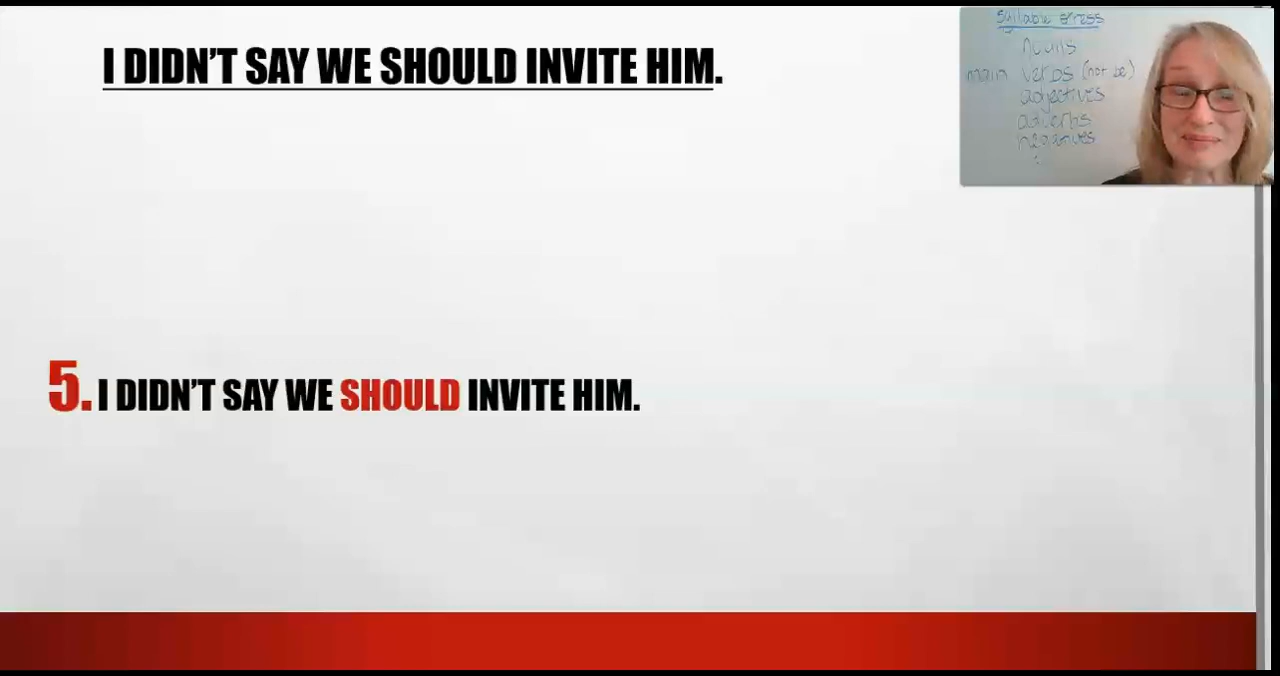 I DIDN'T SAY WE SHOULD INVITE HIM.
syllable stress
nouns
main verbs (not be)
adjectives
adverbs
negatives
5. I DIDN'T SAY WE SHOULD INVITE HIM.